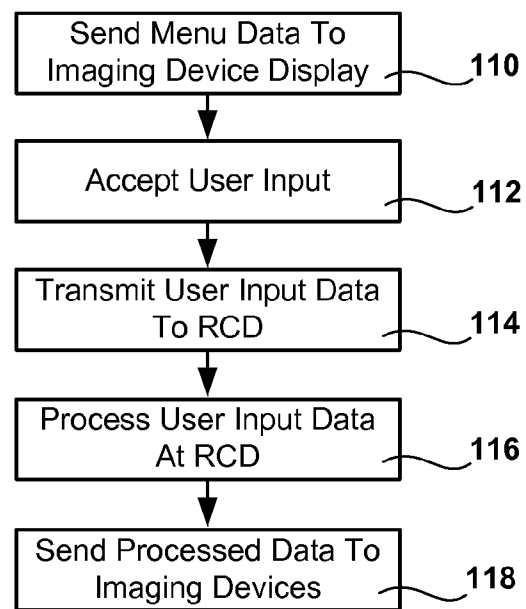 Send Menu Data To
Imaging Device Display
110
Accept User Input
112
Transmit User Input Data
To RCD
114
Process User Input Data
At RCD
116
Send Processed Data To
Imaging Devices
118